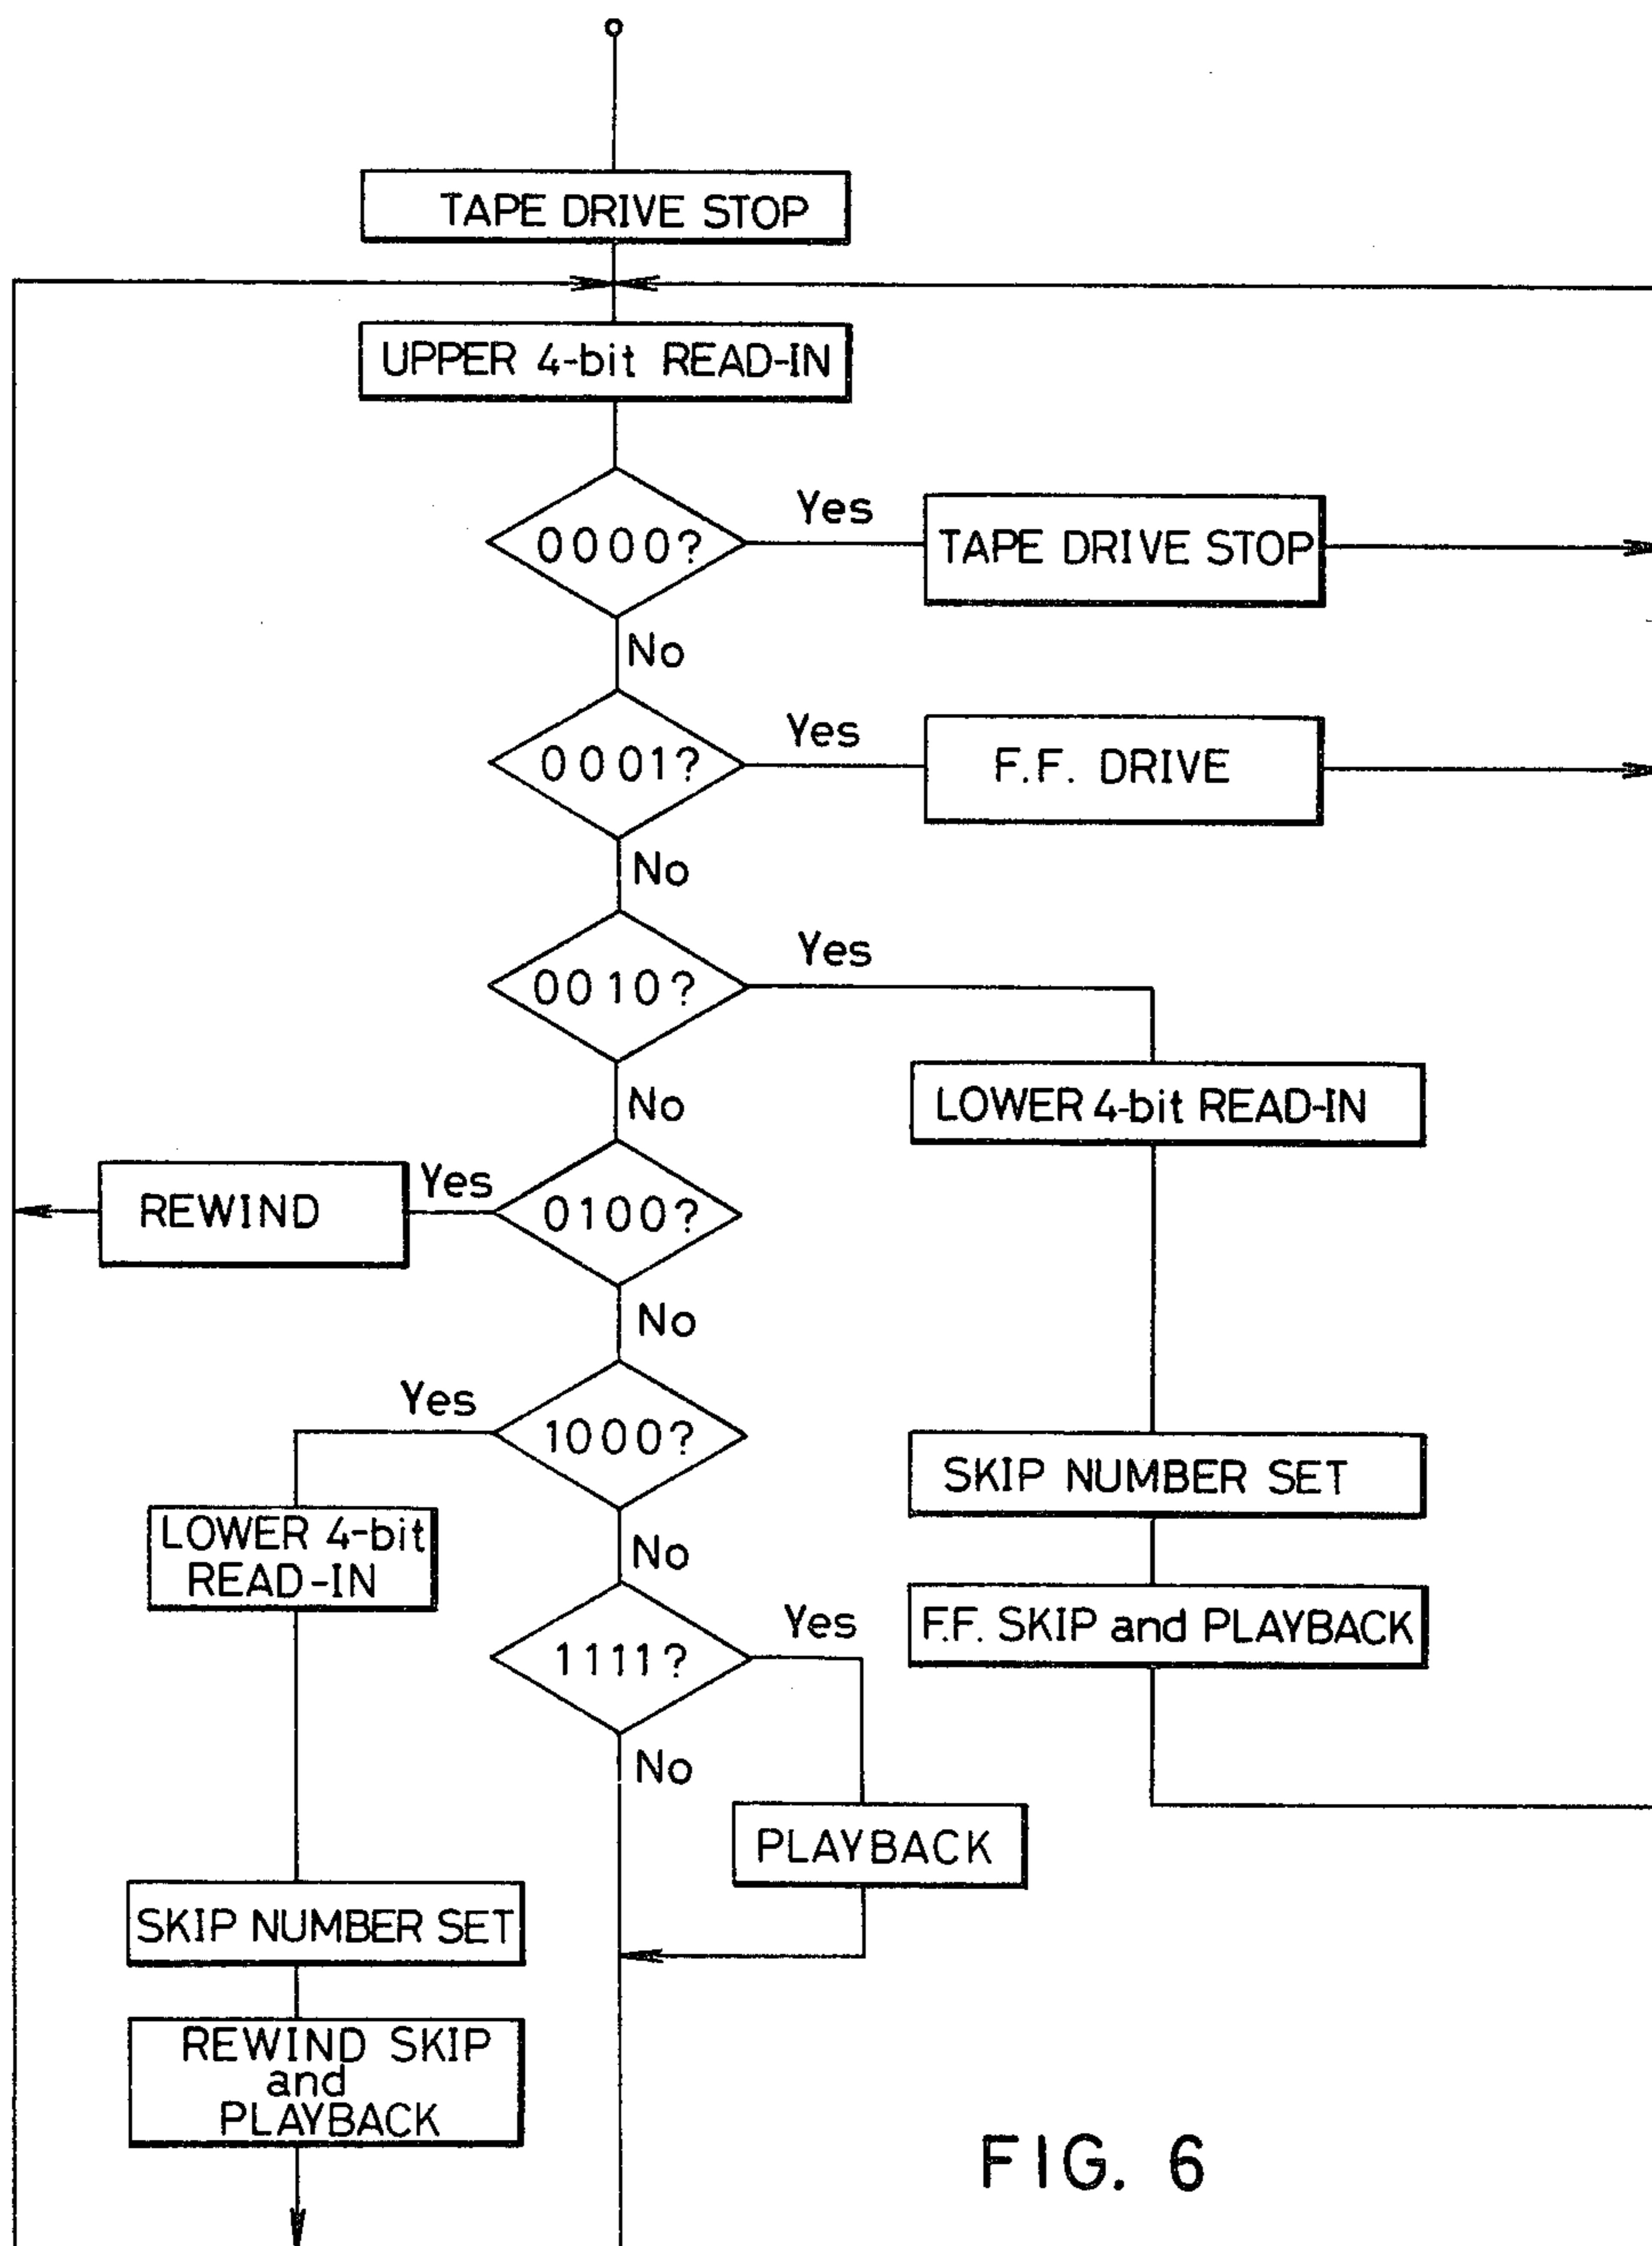 TAPE DRIVE STOP
UPPER 4-bit READ-IN
0000?
Yes
TAPE DRIVE STOP
No
0001?
Yes
F.F. DRIVE
No
0010?
Yes
LOWER 4-bit READ-IN
No
REWIND
Yes
0100?
No
Yes
1000?
SKIP NUMBER SET
LOWER 4-bit
READ-IN
No
F.F. SKIP and PLAYBACK
1111?
Yes
No
PLAYBACK
SKIP NUMBER SET
REWIND SKIP
and
PLAYBACK
FIG. 6